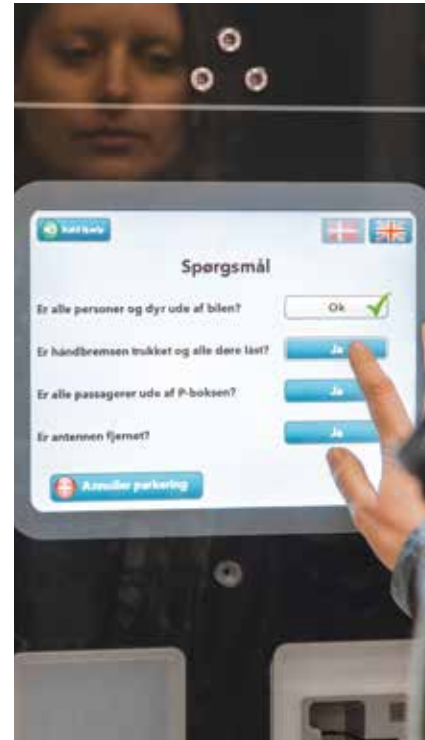 Spørgsmål
Er alle personer og dyr ude af bilen? Ok
Er håndbremsen trukket og alle døre låst? Ja
Er alle passagerer ude af P-boksen? Ja
Er antennen fjernet? Ja
Annuller parkering